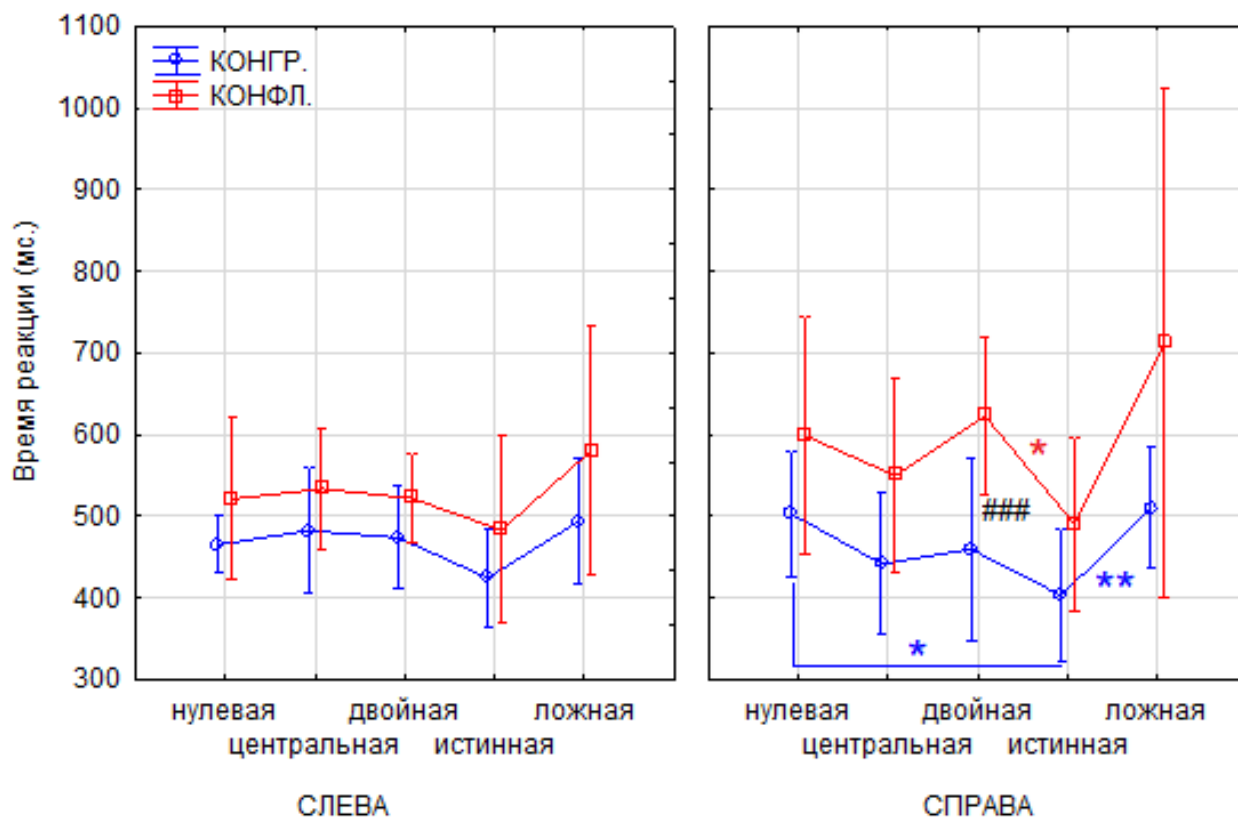 Время реакции (мс.)
1100
1000
900
800
700
600
500
400
300
КОНГР.
КОНФЛ.
нулевая двойная ложная
центральная истинная
СЛЕВА
*
###
**
*
нулевая двойная ложная
центральная истинная
СПРАВА